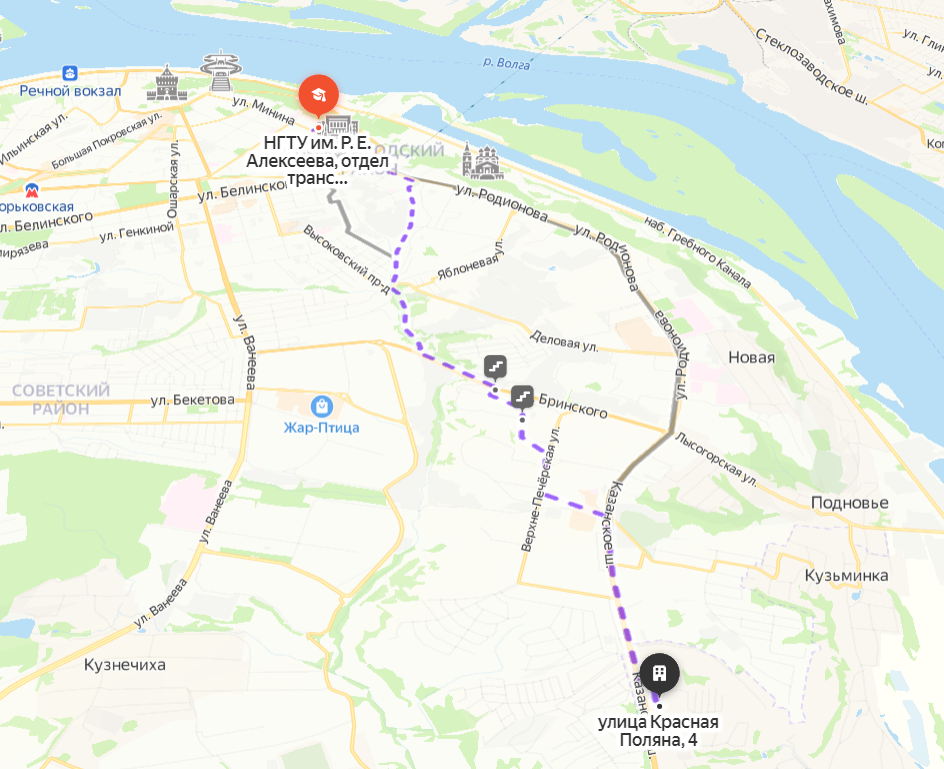 ул. Гли
Стеклозаводское ш.
р. Волга
Речной вокзал
ул. Минина
Ильинская ул.
Большая Покровская ул.
НГТУ им. Р. Е.
Алексеева, отдел
транс...
ул. Белинско
Ошарская ул.
ул. Родионова
ул. Родионова
наб. Гребного Канала
орьковская
л. Белинского
ул. Генкиной
Высоковский пр-д
Яблоневая ул.
ул. Родионова
Деловая ул.
Новая
ул. Ванеева
СОВЕТСКИЙ
РАЙОН
ул. Бекетова
Жар-Птица
Бринского
Лысогорская ул.
Верхне-Печёрская ул.
Казанское ш.
Подновье
ул. Ванеева
Кузьминка
ул. Ванеева
Кузнечиха
улица Красная
Поляна, 4